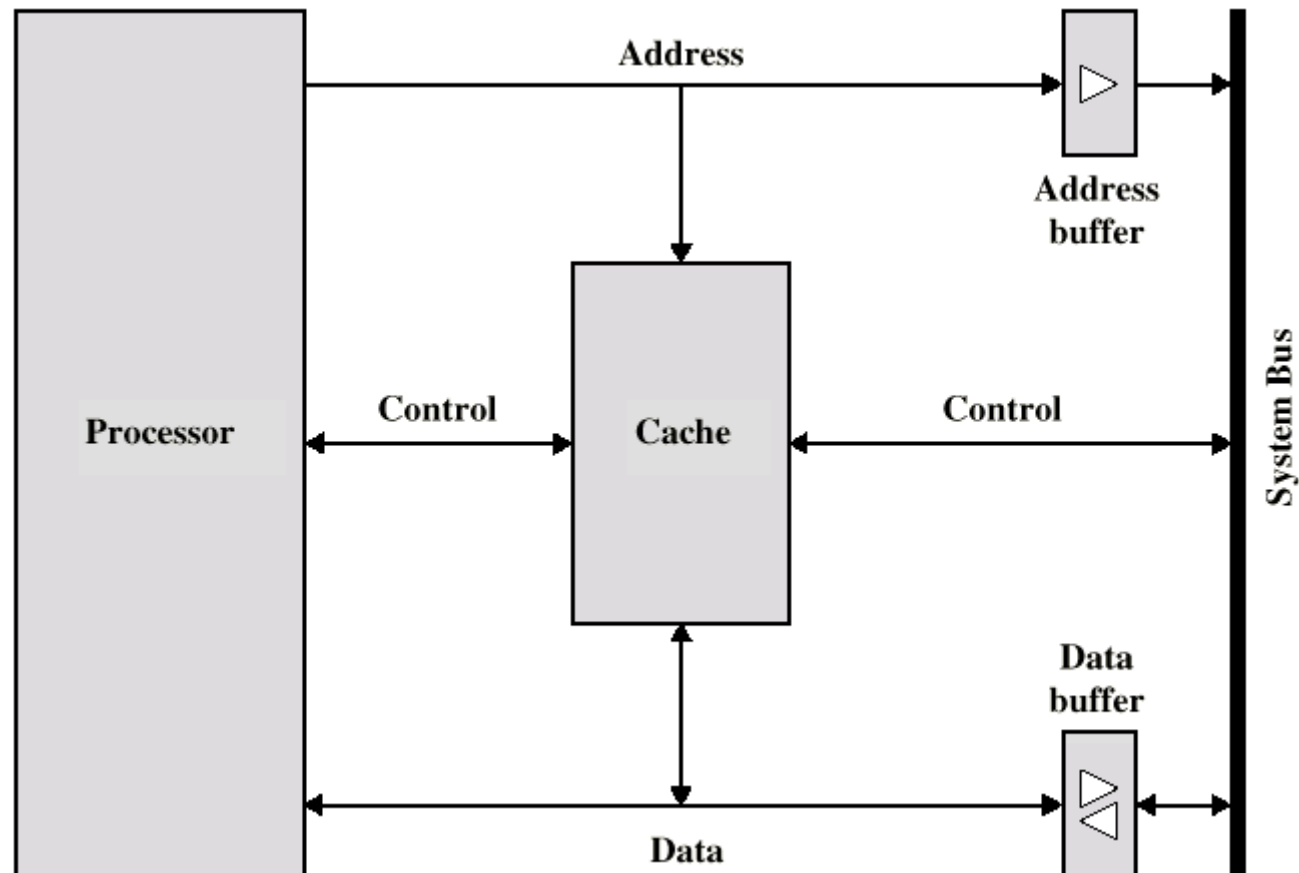 Address
Address
buffer
Processor
Control
Cache
Control
System Bus
Data
buffer
Data